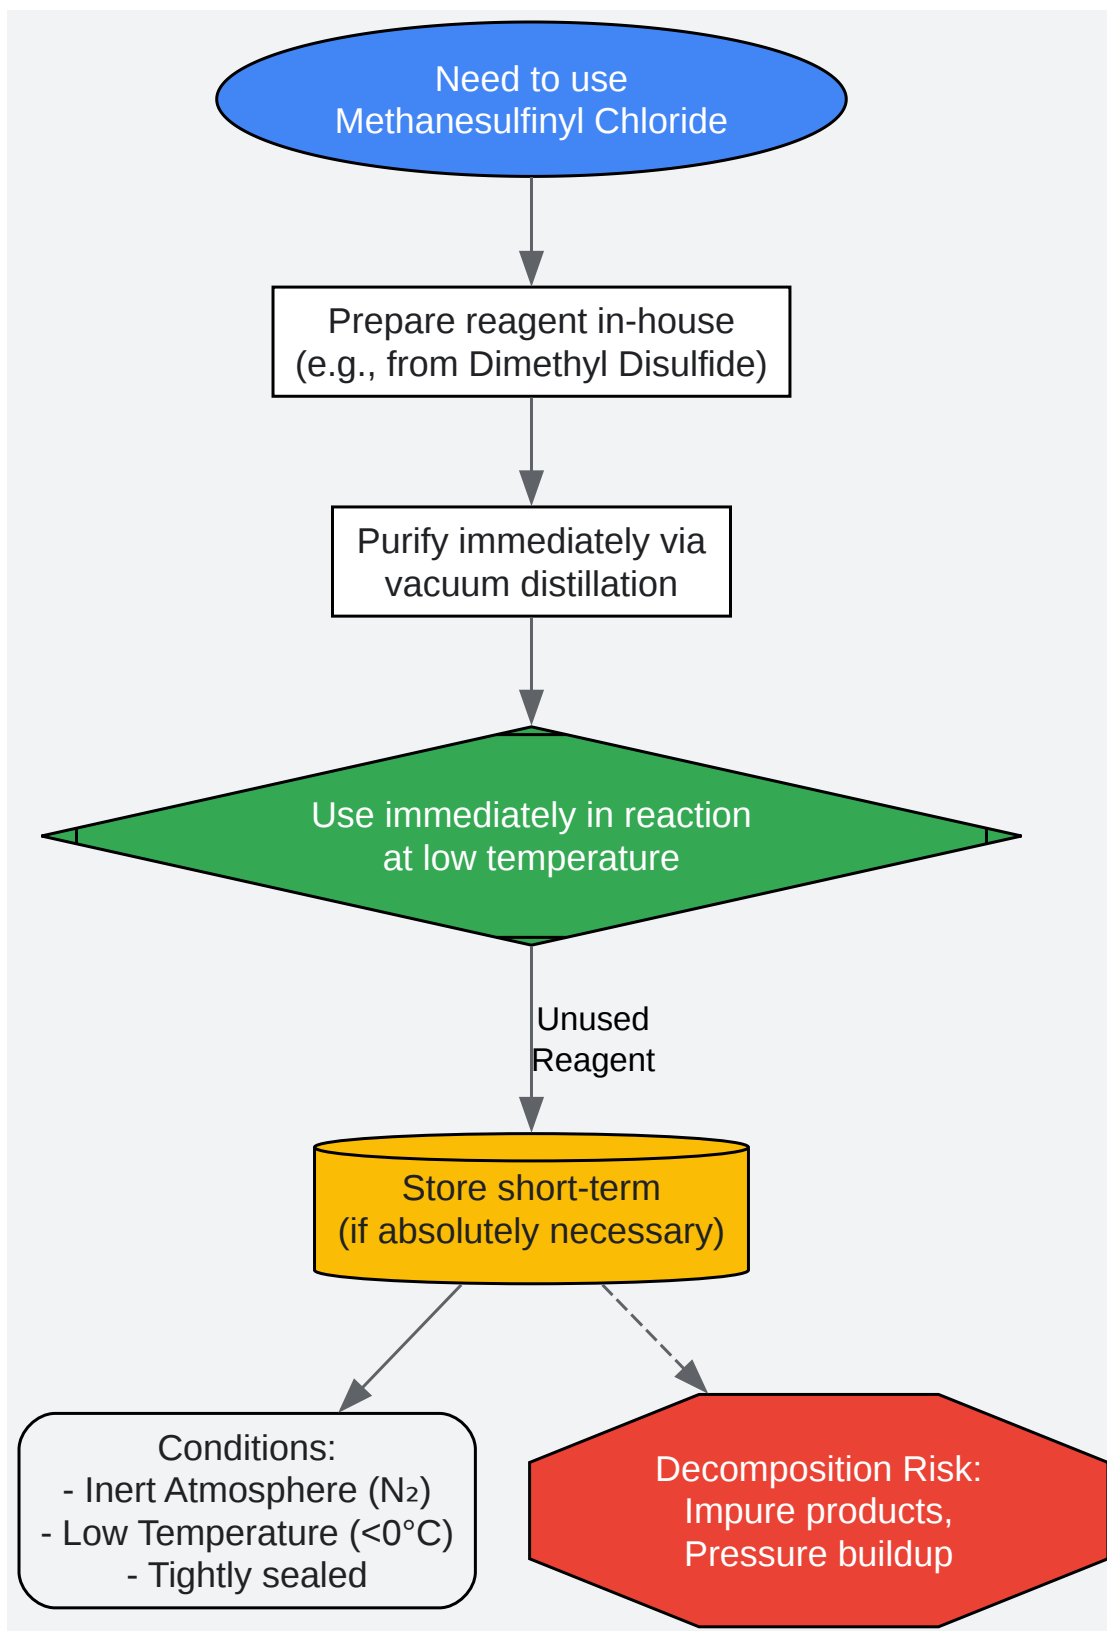 Need to use
Methanesulfinyl Chloride
Prepare reagent in-house
(e.g., from Dimethyl Disulfide)
Purify immediately via
vacuum distillation
Use immediately in reaction
at low temperature
Unused
Reagent
Store short-term
(if absolutely necessary)
Conditions:
- Inert Atmosphere (N₂)
- Low Temperature (<0°C)
- Tightly sealed
Decomposition Risk:
Impure products,
Pressure buildup